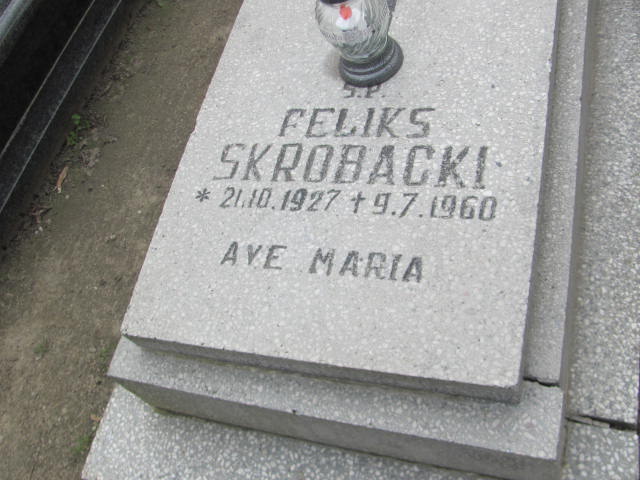 Ś.P.
FELIKS
SKROBACKI
* 21.10.1927 † 9.7.1960
AVE MARIA